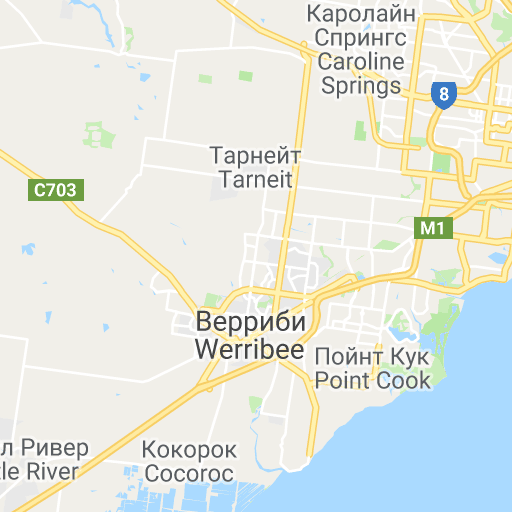 Каролайн
Спрингс
Caroline
Springs
8
Тарнейт
Tarneit
C703
M1
Верриби
Werribee
Пойнт Кук
Point Cook
л Ривер
le River
Кокорок
Cocoroc